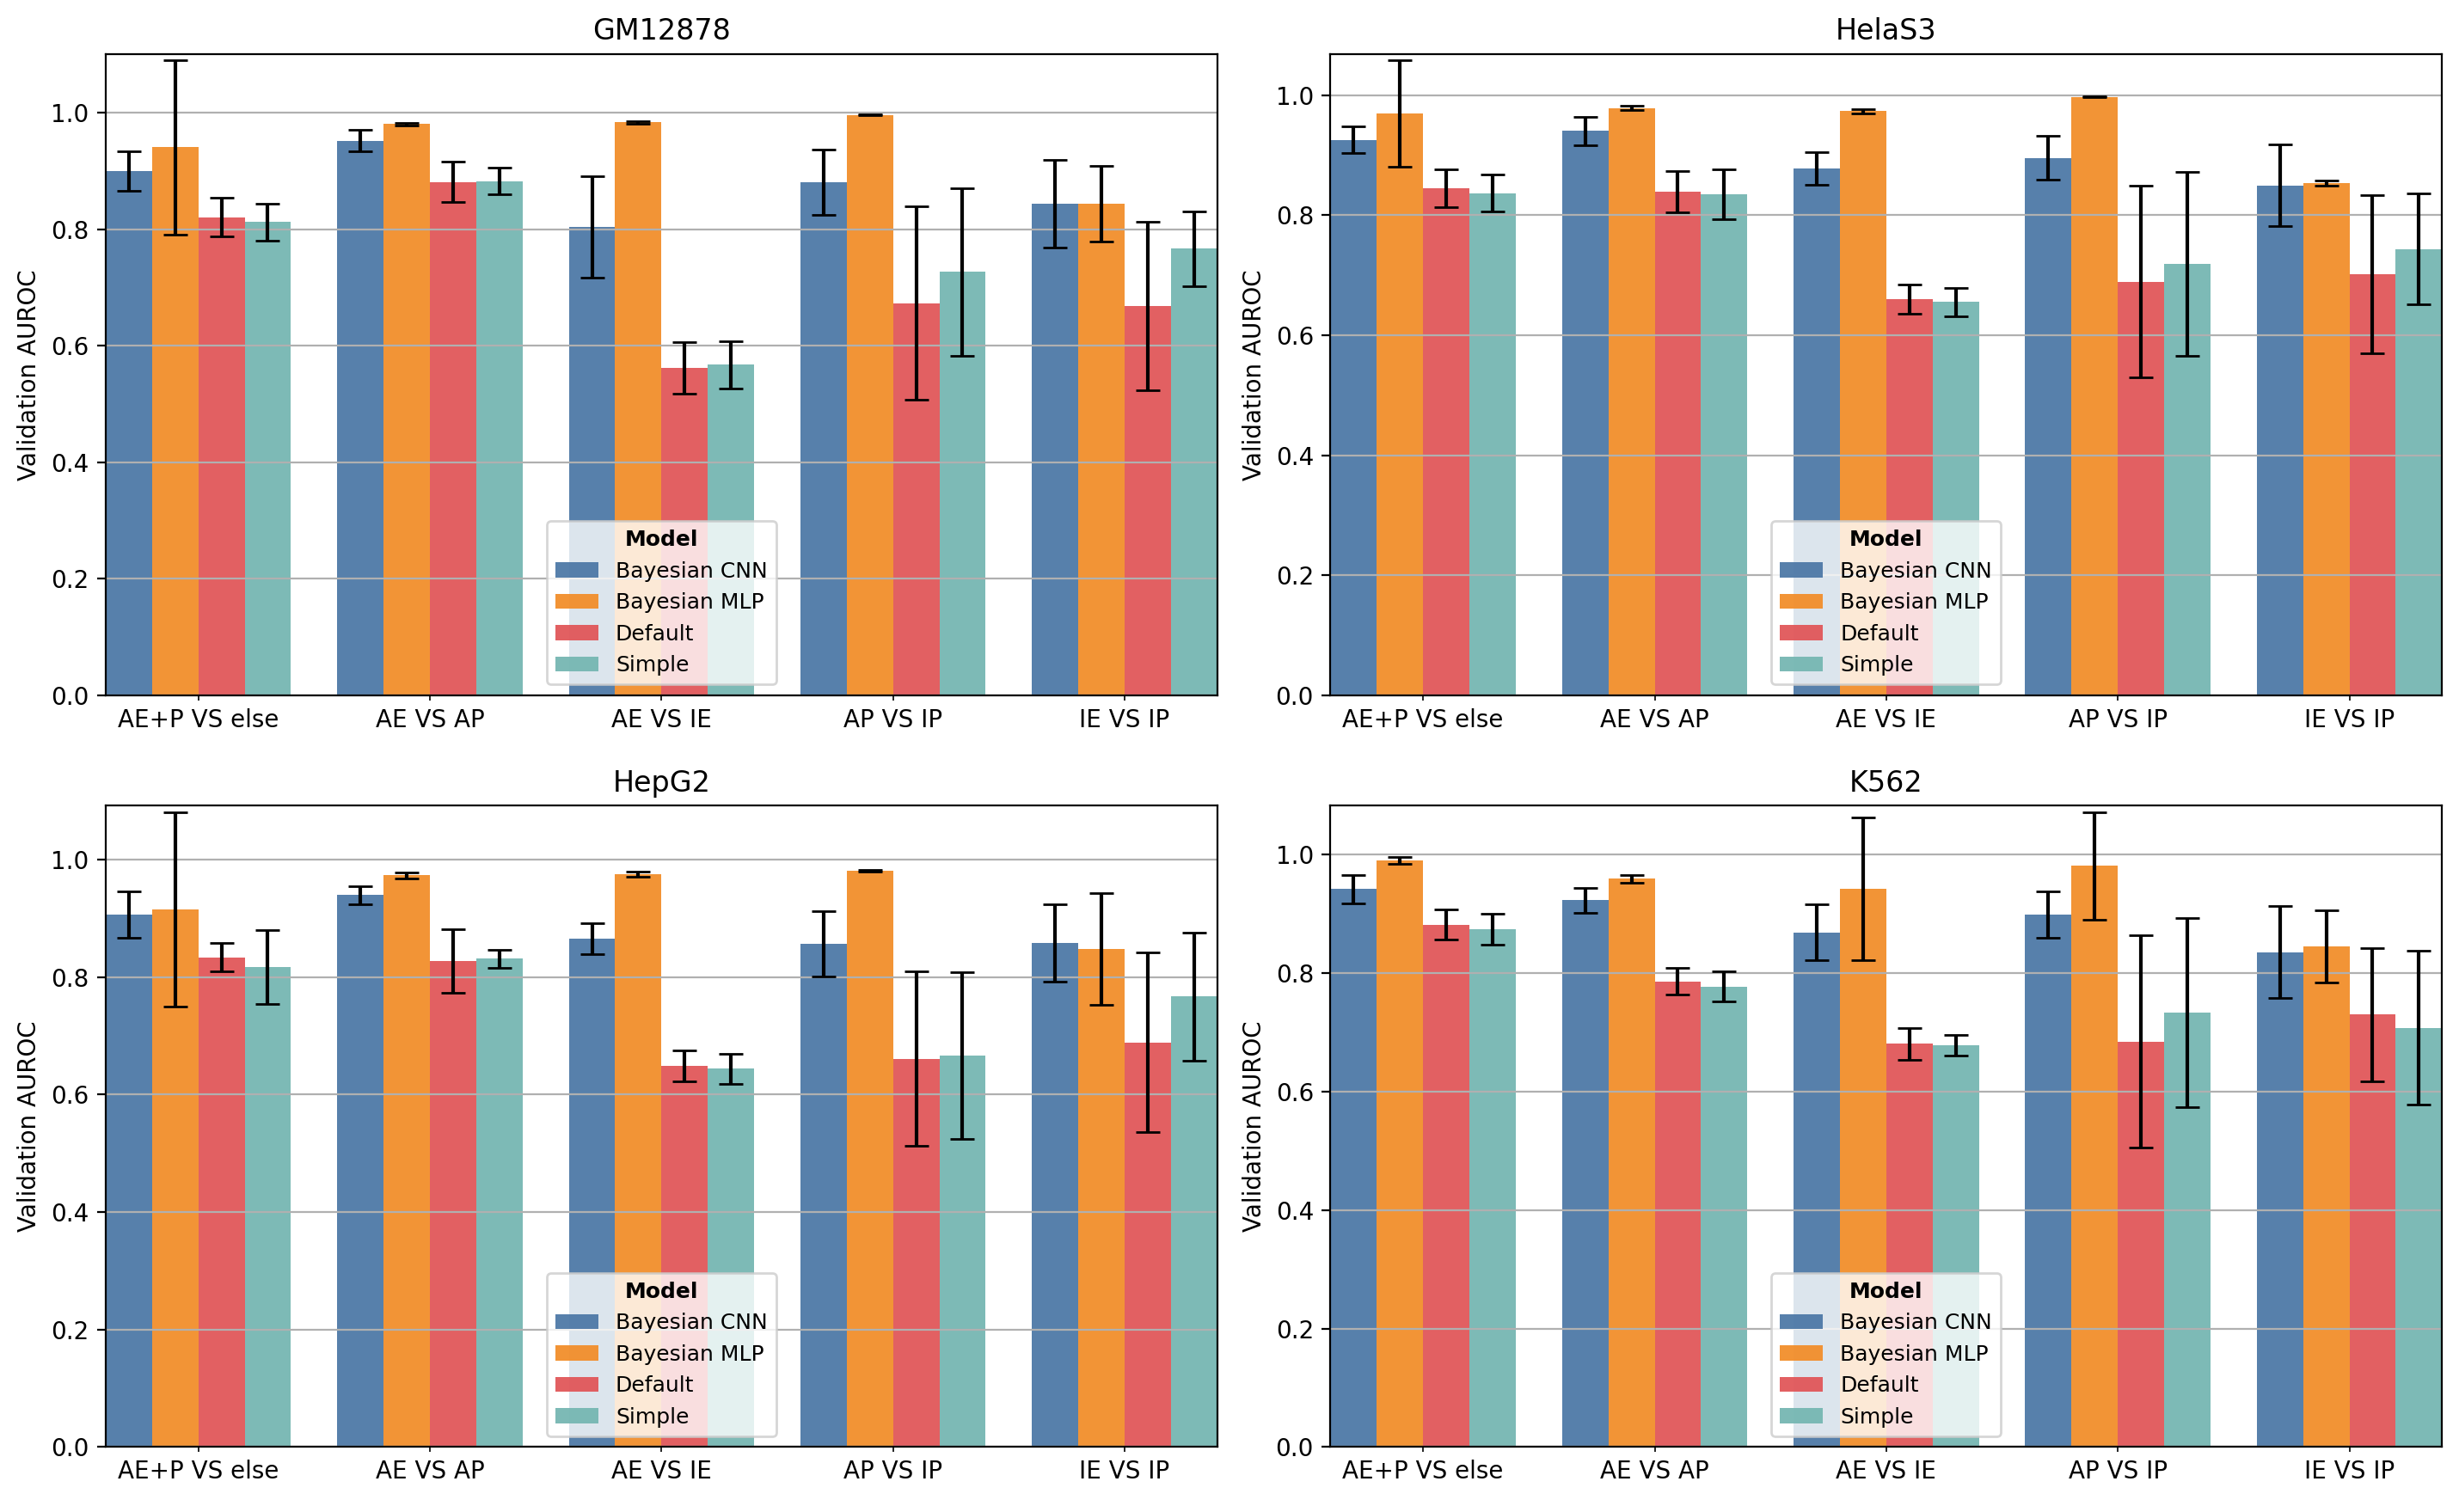 GM12878
Validation AUROC
1.0
0.8
0.6
0.4
0.2
0.0
Model
Bayesian CNN
Bayesian MLP
Default
Simple
AE+P VS else
AE VS AP
AE VS IE
AP VS IP
IE VS IP
HelaS3
Validation AUROC
1.0
0.8
0.6
0.4
0.2
0.0
Model
Bayesian CNN
Bayesian MLP
Default
Simple
AE+P VS else
AE VS AP
AE VS IE
AP VS IP
IE VS IP
HepG2
Validation AUROC
1.0
0.8
0.6
0.4
0.2
0.0
Model
Bayesian CNN
Bayesian MLP
Default
Simple
AE+P VS else
AE VS AP
AE VS IE
AP VS IP
IE VS IP
K562
Validation AUROC
1.0
0.8
0.6
0.4
0.2
0.0
Model
Bayesian CNN
Bayesian MLP
Default
Simple
AE+P VS else
AE VS AP
AE VS IE
AP VS IP
IE VS IP